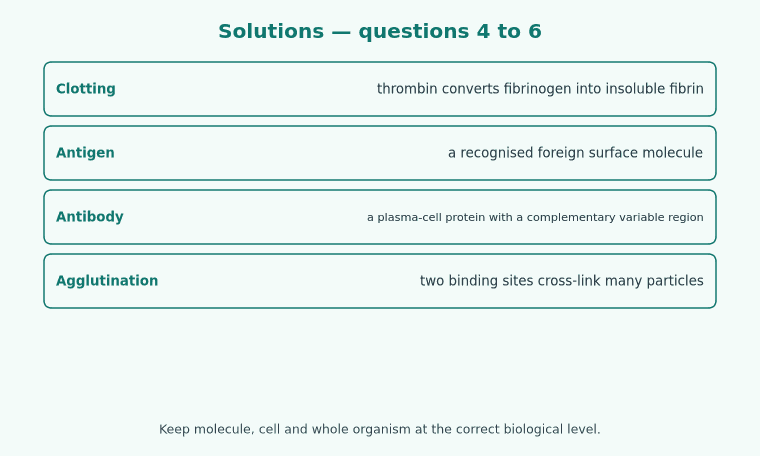 Solutions — questions 4 to 6
Clotting thrombin converts fibrinogen into insoluble fibrin
Antigen a recognised foreign surface molecule
Antibody a plasma-cell protein with a complementary variable region
Agglutination two binding sites cross-link many particles
Keep molecule, cell and whole organism at the correct biological level.